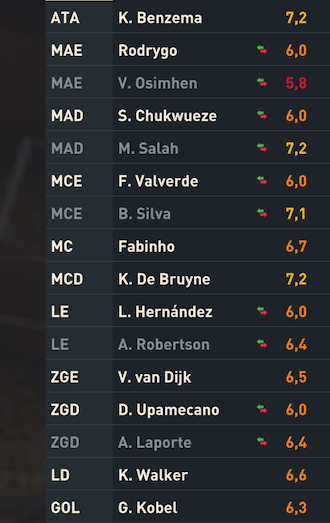 ATA K. Benzema 7,2
MAE Rodrygo 6,0
MAE V. Osimhen 5,8
MAD S. Chukwueze 6,0
MAD M. Salah 7,2
MCE F. Valverde 6,0
MCE B. Silva 7,1
MC Fabinho 6,7
MCD K. De Bruyne 7,2
LE L. Hernández 6,0
LE A. Robertson 6,4
ZGE V. van Dijk 6,5
ZGD D. Upamecano 6,0
ZGD A. Laporte 6,4
LD K. Walker 6,6
GOL G. Kobel 6,3